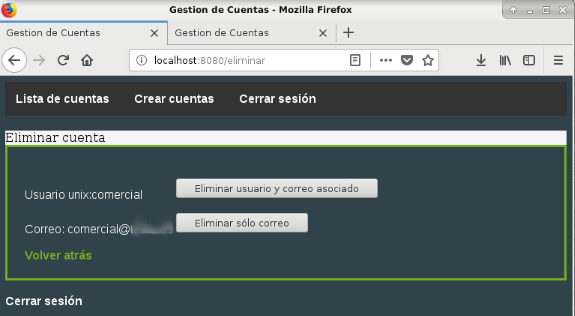 Gestion de Cuentas - Mozilla Firefox
Gestion de Cuentas Gestion de Cuentas
localhost:8080/eliminar
Lista de cuentas Crear cuentas Cerrar sesión
Eliminar cuenta
Usuario unix:comercial Eliminar usuario y correo asociado
Correo: comercial@ Eliminar sólo correo
Volver atrás
Cerrar sesión